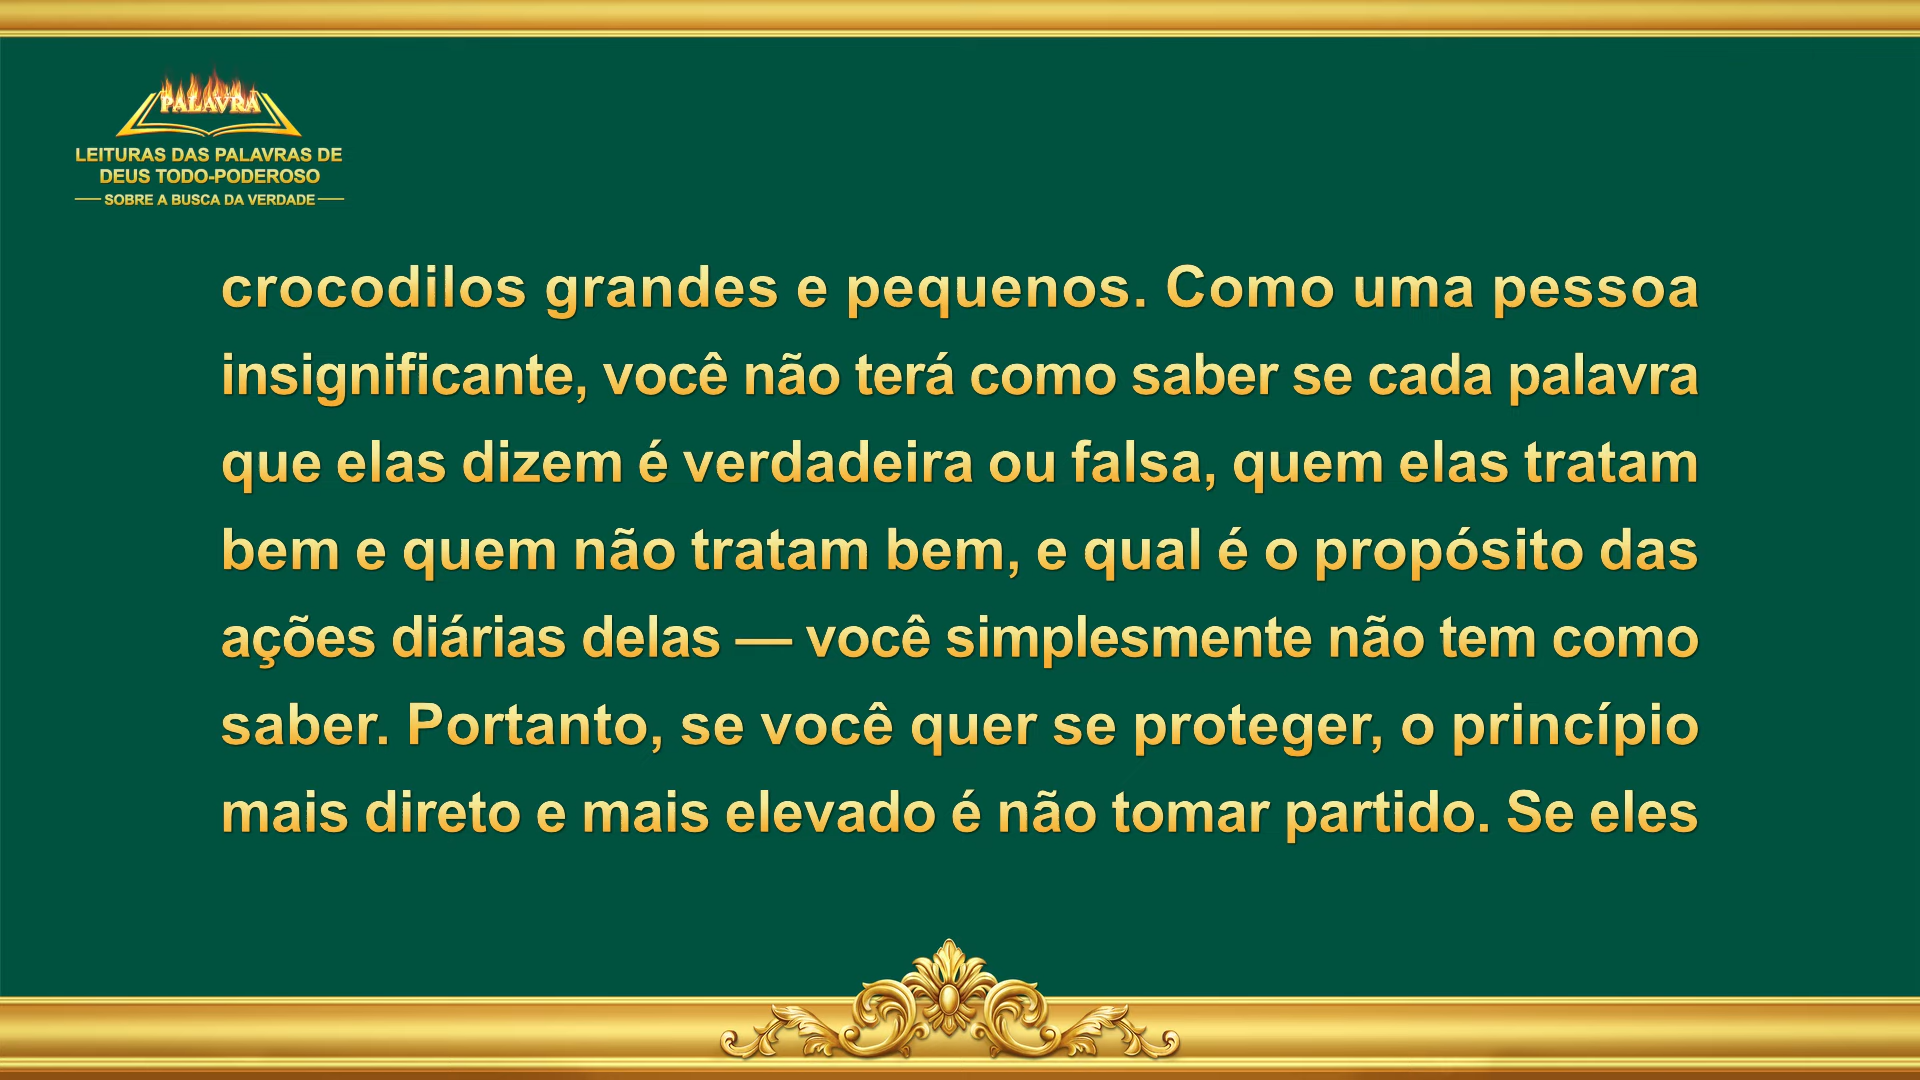 PALAVRA
LEITURAS DAS PALAVRAS DE
DEUS TODO-PODEROSO
SOBRE A BUSCA DA VERDADE
crocodilos grandes e pequenos. Como uma pessoa
insignificante, você não terá como saber se cada palavra
que elas dizem é verdadeira ou falsa, quem elas tratam
bem e quem não tratam bem, e qual é o propósito das
ações diárias delas — você simplesmente não tem como
saber. Portanto, se você quer se proteger, o princípio
mais direto e mais elevado é não tomar partido. Se eles